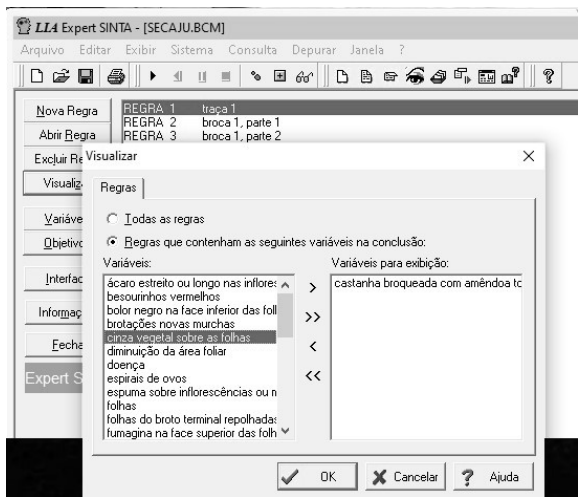 LIA Expert SINTA - [SECAJU.BCM]
Arquivo Editar Exibir Sistema Consulta Depurar Janela ?
Nova Regra
REGRA 1 traça 1
REGRA 2 broca 1, parte 1
Abrir Regra
REGRA 3 broca 1, parte 2
Excluir Re
Visualizar
Visualiz
Regras
Todas as regras
Variáve
Regras que contenham as seguintes variáveis na conclusão:
Objetivo
Variáveis:
Variáveis para exibição:
Interfac
ácaro estreito ou longo nas inflores
castanha broqueada com amêndoa to
besourinhos vermelhos
Informaç
bolor negro na face inferior das foll
brotações novas murchas
Fecha
cinza vegetal sobre as folhas
diminuição da área foliar
doença
Expert S
espirais de ovos
espuma sobre inflorescências ou n
folhas
folhas do broto terminal repolhadas
fumagina na face superior das folh
> >> < <<
OK Cancelar Ajuda